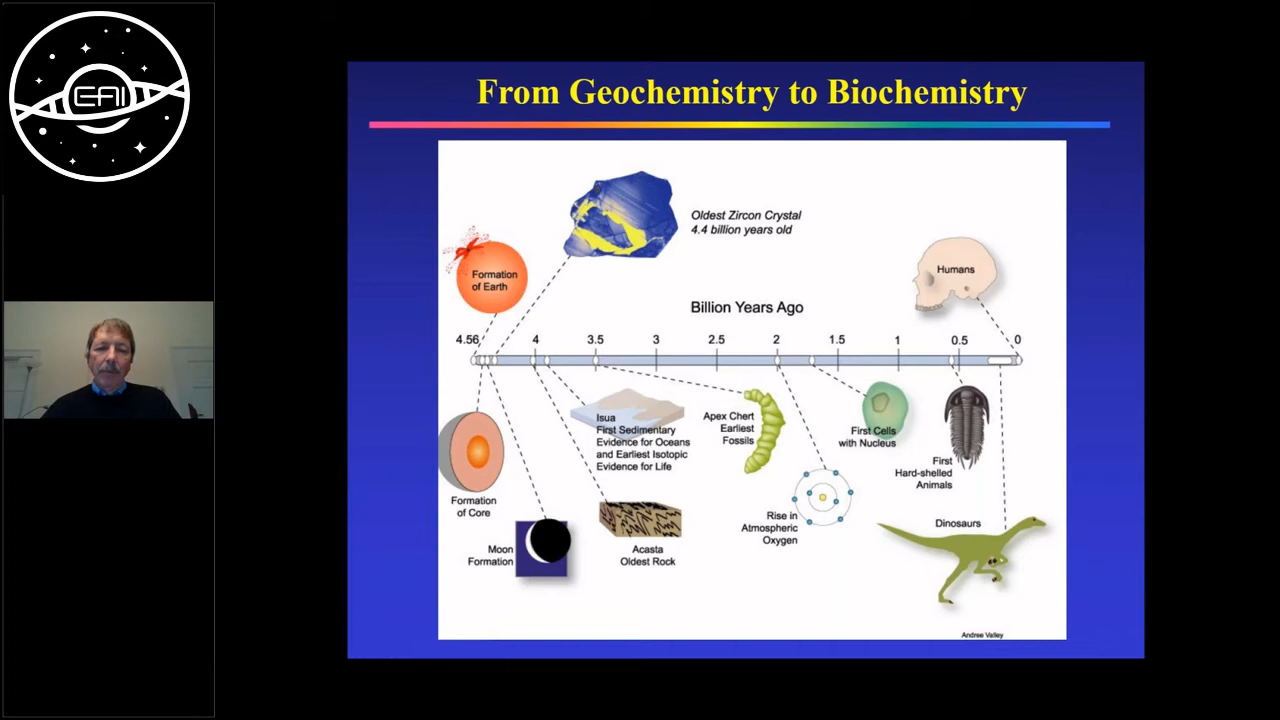 EAI
From Geochemistry to Biochemistry
Oldest Zircon Crystal
4.4 billion years old
Formation
of Earth
Humans
Billion Years Ago
4.56 4 3.5 3 2.5 2 1.5 1 0.5 0
Isua
First Sedimentary
Evidence for Oceans
and Earliest Isotopic
Evidence for Life
Apex Chert
Earliest
Fossils
First Cells
with Nucleus
First
Hard-shelled
Animals
Formation
of Core
Rise in
Atmospheric
Oxygen
Dinosaurs
Moon
Formation
Acasta
Oldest Rock
Andree Valley